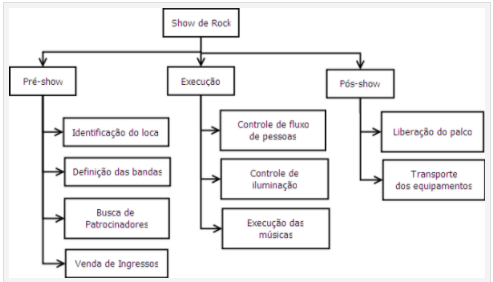 Show de Rock
Pré-show
Execução
Pós-show
Identificação do loca
Definição das bandas
Busca de
Patrocinadores
Venda de Ingressos
Controle de fluxo
de pessoas
Controle de
iluminação
Execução das
músicas
Liberação do palco
Transporte
dos equipamentos